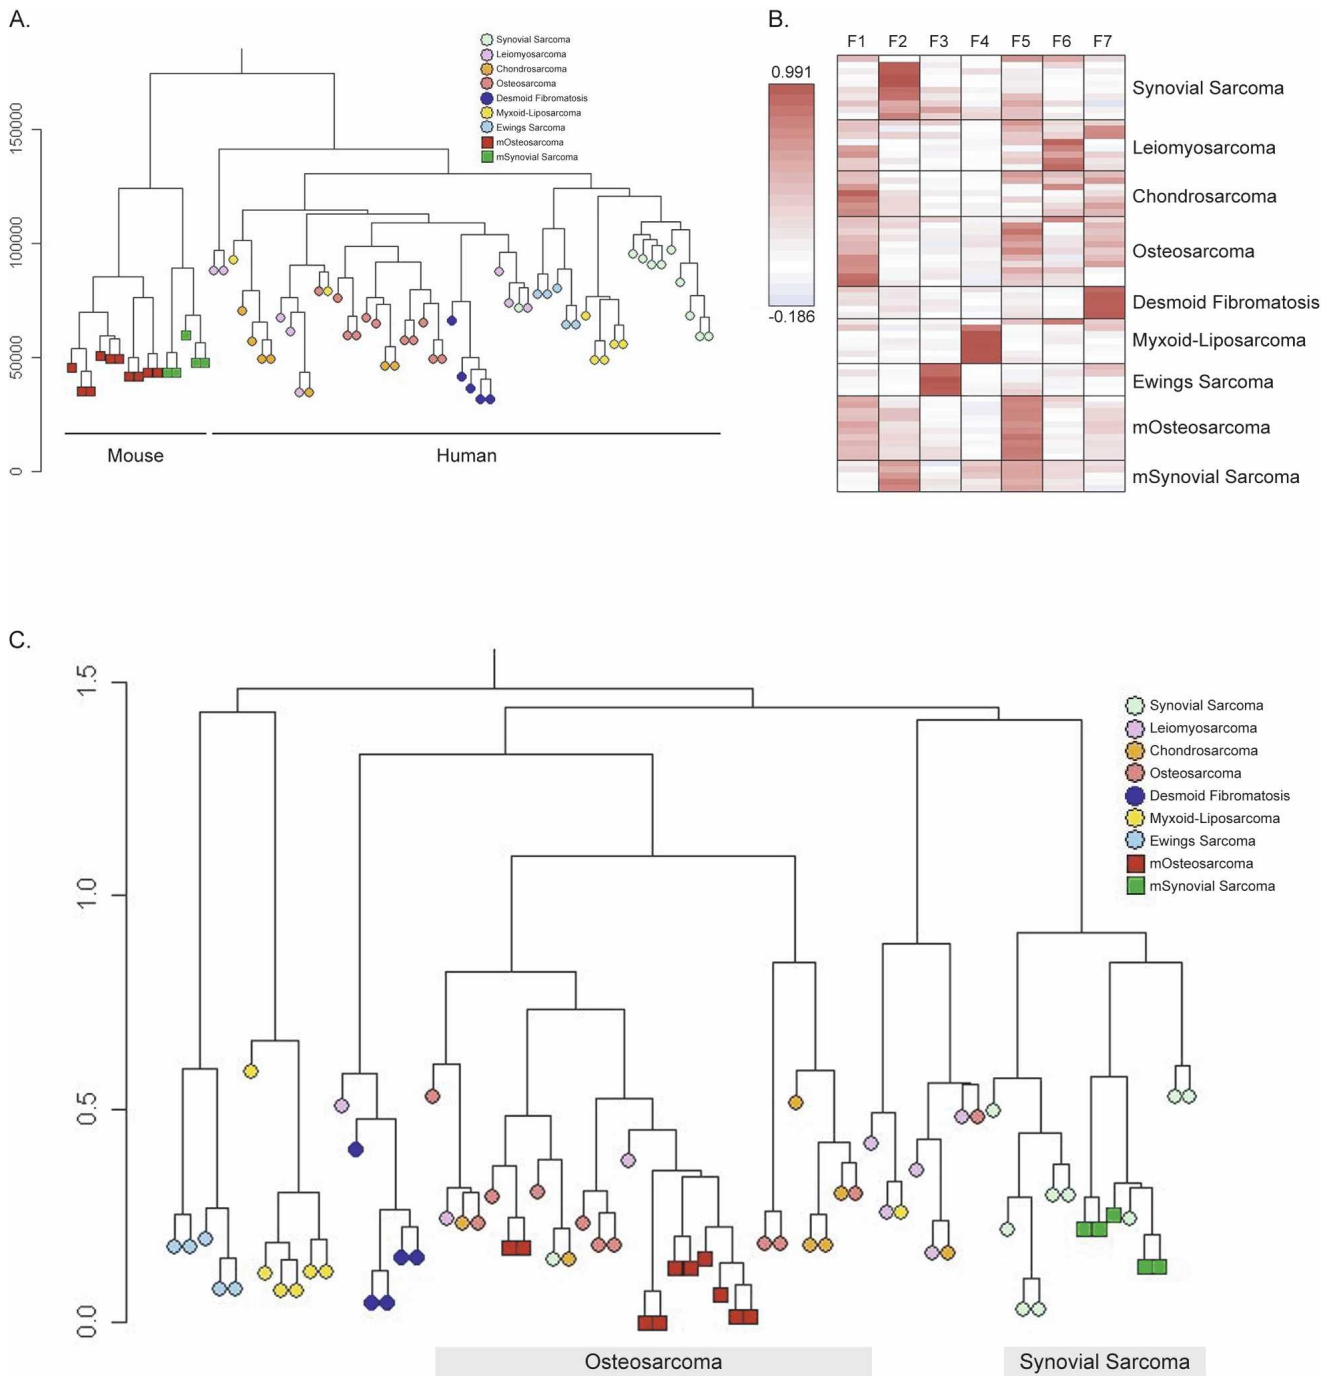 A.
Synovial Sarcoma
Leiomyosarcoma
Chondrosarcoma
Osteosarcoma
Desmoid Fibromatosis
Myxoid-Liposarcoma
Ewings Sarcoma
mOsteosarcoma
mSynovial Sarcoma
150000
100000
50000
0
Mouse
Human
B.
F1 F2 F3 F4 F5 F6 F7
0.991
-0.186
Synovial Sarcoma
Leiomyosarcoma
Chondrosarcoma
Osteosarcoma
Desmoid Fibromatosis
Myxoid-Liposarcoma
Ewings Sarcoma
mOsteosarcoma
mSynovial Sarcoma
C.
1.5
1.0
0.5
0.0
Synovial Sarcoma
Leiomyosarcoma
Chondrosarcoma
Osteosarcoma
Desmoid Fibromatosis
Myxoid-Liposarcoma
Ewings Sarcoma
mOsteosarcoma
mSynovial Sarcoma
Osteosarcoma
Synovial Sarcoma